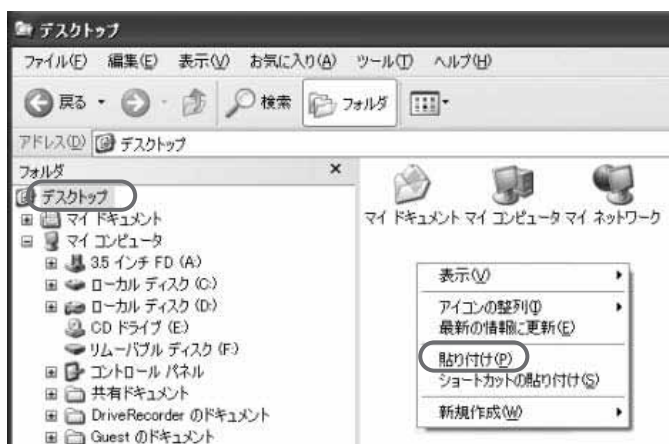 デスクトップ
ファイル(F) 編集(E) 表示(V) お気に入り(A) ツール(T) ヘルプ(H)
戻る 検索 フォルダ
アドレス(D) デスクトップ
フォルダ ×
デスクトップ
マイ ドキュメント
マイ コンピュータ
3.5 インチ FD (A:)
ローカル ディスク (C:)
ローカル ディスク (D:)
CD ドライブ (E:)
リムーバブル ディスク (F:)
コントロール パネル
共有ドキュメント
DriveRecorder のドキュメント
Guest のドキュメント
マイ ドキュメント マイ コンピュータ マイ ネットワーク
表示(V)
アイコンの整列(I)
最新の情報に更新(E)
貼り付け(P)
ショートカットの貼り付け(S)
新規作成(W)